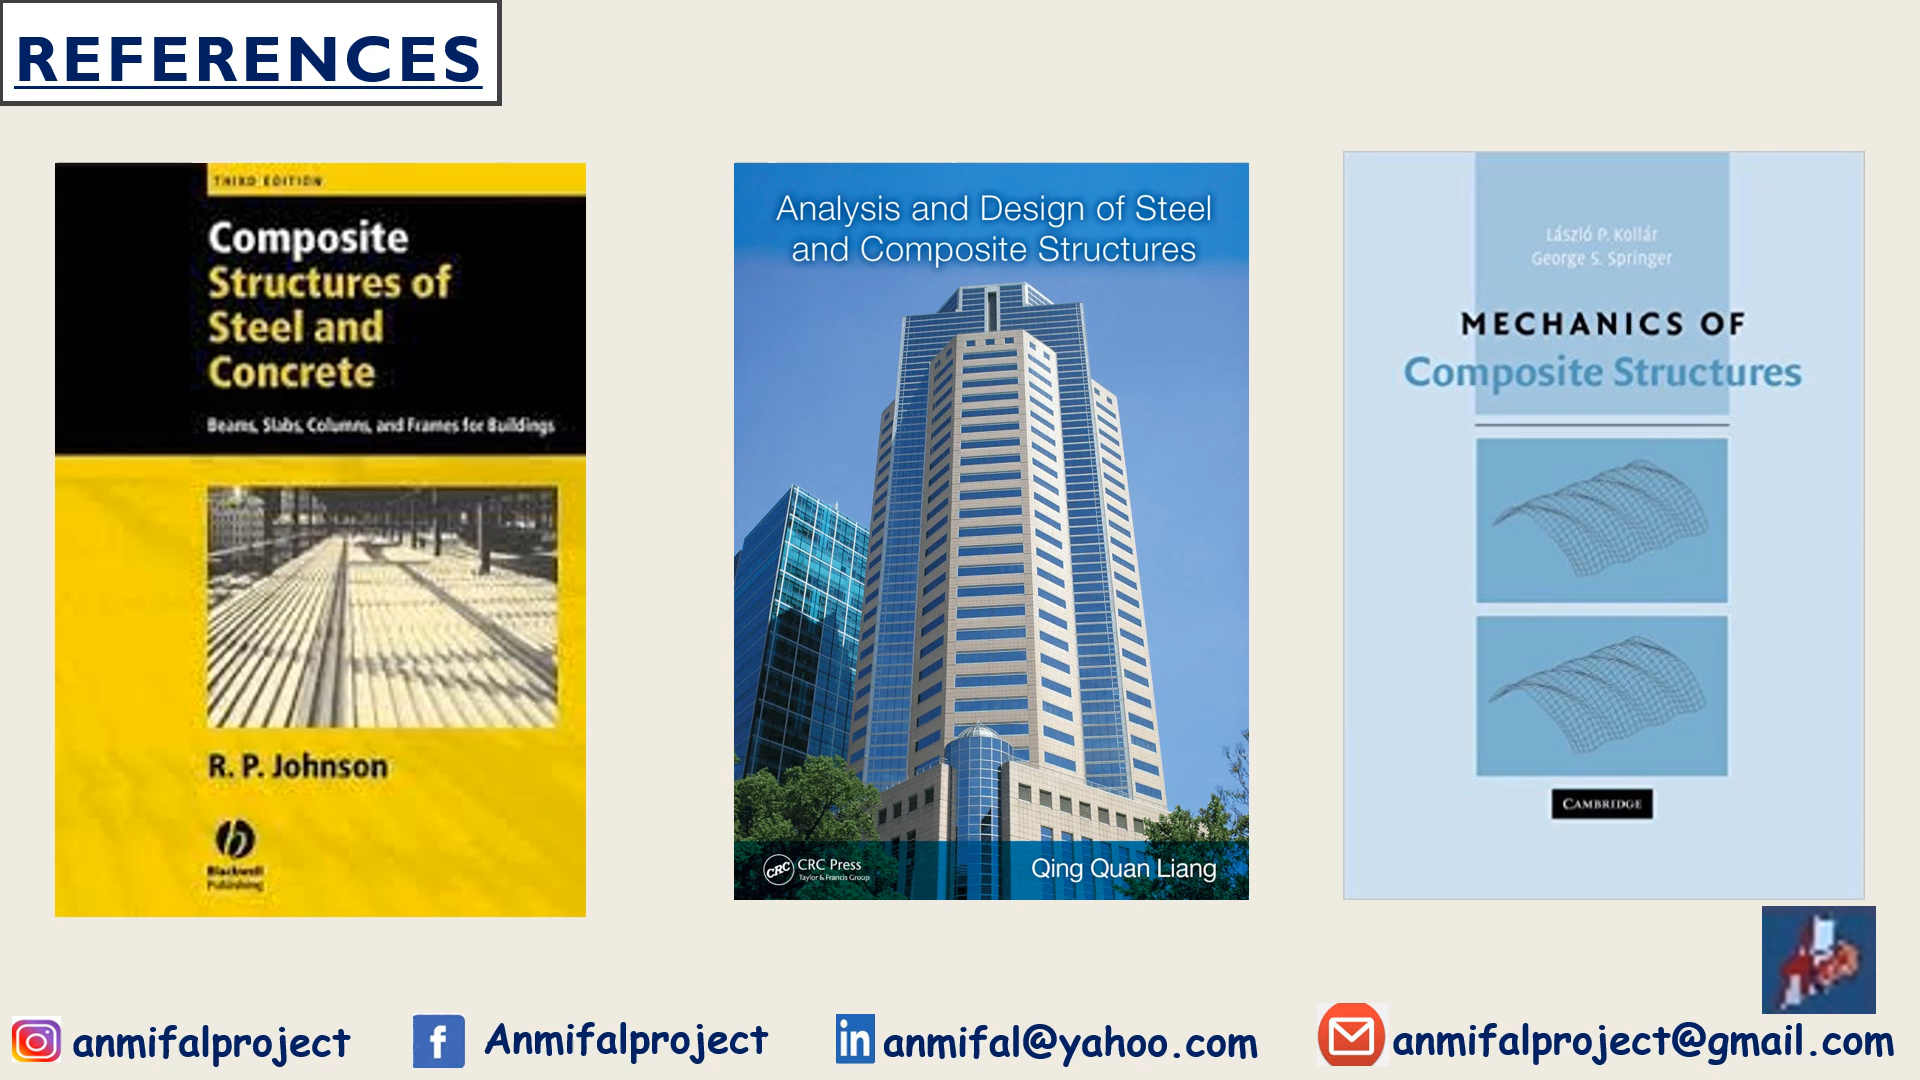 REFERENCES
THIRD EDITION
Composite
Structures of
Steel and
Concrete
Beams, Slabs, Columns, and Frames for Buildings
R. P. Johnson
Blackwell
Publishing
Analysis and Design of Steel
and Composite Structures
CRC CRC Press
Taylor & Francis Group
Qing Quan Liang
László P. Kollár
George S. Springer
MECHANICS OF
Composite Structures
CAMBRIDGE
anmifalproject
f Anmifalproject
in anmifal@yahoo.com
anmifalproject@gmail.com